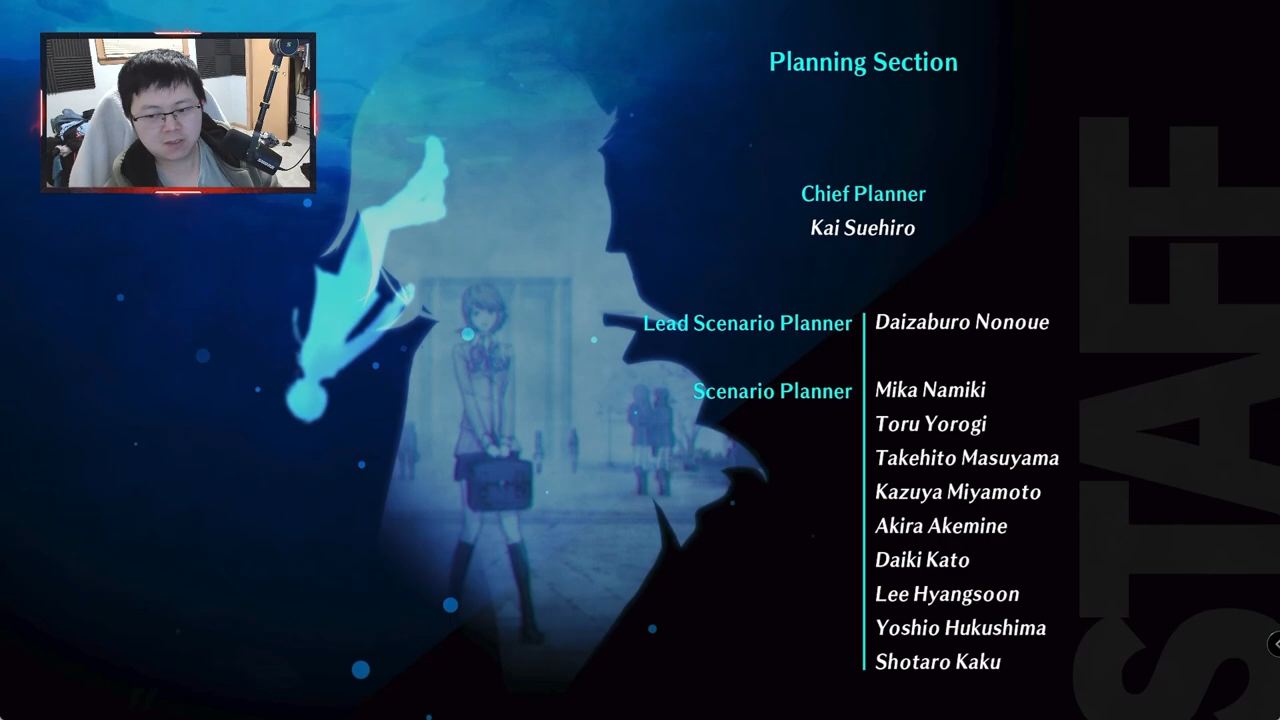 Planning Section
Chief Planner
Kai Suehiro
Lead Scenario Planner Daizaburo Nonoue
Scenario Planner Mika Namiki
Toru Yorogi
Takehito Masuyama
Kazuya Miyamoto
Akira Akemine
Daiki Kato
Lee Hyangsoon
Yoshio Hukushima
Shotaro Kaku
STAFF